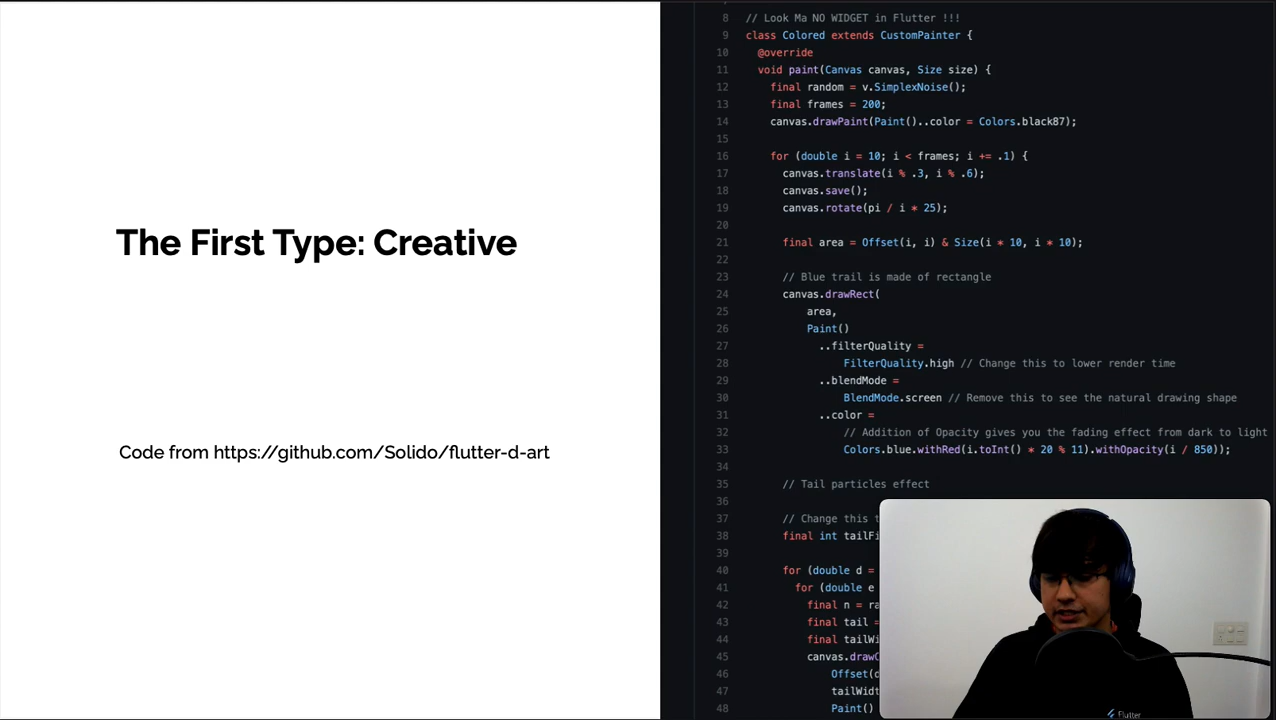 The First Type: Creative
Code from https://github.com/Solido/flutter-d-art
8 // Look Ma NO WIDGET in Flutter !!!
9 class Colored extends CustomPainter {
10 @override
11 void paint(Canvas canvas, Size size) {
12 final random = v.SimplexNoise();
13 final frames = 200;
14 canvas.drawPaint(Paint()..color = Colors.black87);
15
16 for (double i = 10; i < frames; i += .1) {
17 canvas.translate(i % .3, i % .6);
18 canvas.save();
19 canvas.rotate(pi / i * 25);
20
21 final area = Offset(i, i) & Size(i * 10, i * 10);
22
23 // Blue trail is made of rectangle
24 canvas.drawRect(
25 area,
26 Paint()
27 ..filterQuality =
28 FilterQuality.high // Change this to lower render time
29 ..blendMode =
30 BlendMode.screen // Remove this to see the natural drawing shape
31 ..color =
32 // Addition of Opacity gives you the fading effect from dark to light
33 Colors.blue.withRed(i.toInt() * 20 % 11).withOpacity(i / 850));
34
35 // Tail particles effect
36
37 // Change this
38 final int
39
40 for (double d =
41 for (double e
42 final n =
43 final tail =
44 final
45
46
47
48 Paint()
Flutter